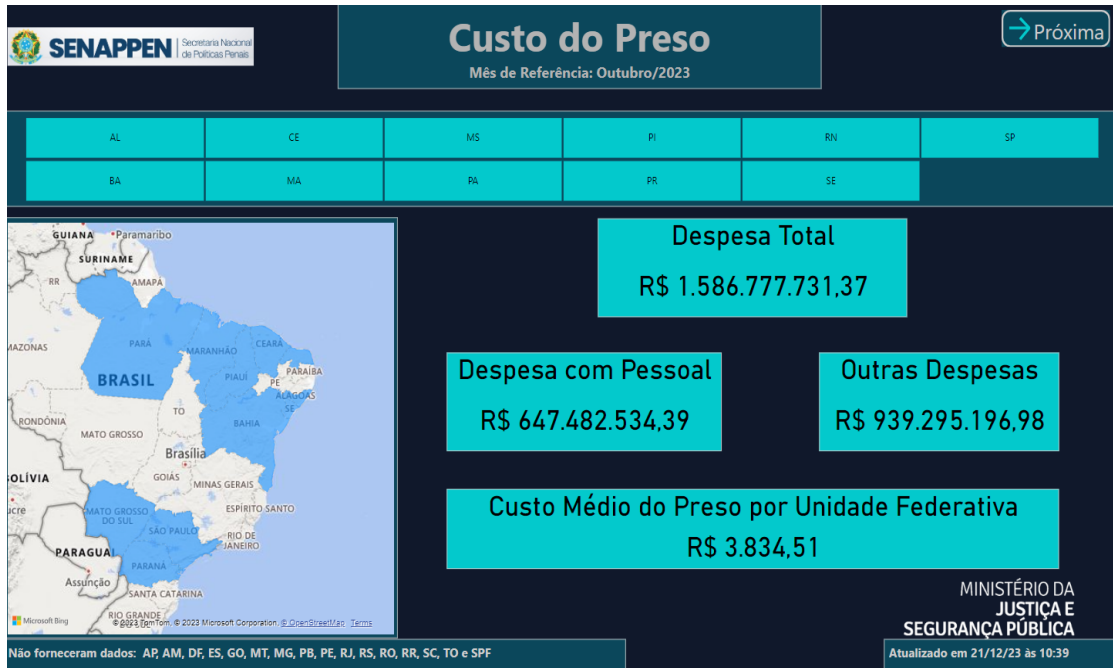 SENAPPEN
Secretaria Nacional
de Políticas Penais
Custo do Preso
Mês de Referência: Outubro/2023
Próxima
AL
CE
MS
PI
RN
SP
BA
MA
PA
PR
SE
GUIANA
Paramaribo
SURINAME
RR
AMAPÁ
AMAZONAS
PARÁ
MARANHÃO
CEARÁ
BRASIL
PIAUÍ
PARAÍBA
PE
ALAGOAS
SE
TO
RONDÔNIA
BAHIA
MATO GROSSO
Brasília
GOIÁS
MINAS GERAIS
BOLÍVIA
ucre
MATO GROSSO
DO SUL
ESPÍRITO SANTO
SÃO PAULO
RIO DE
JANEIRO
PARAGUAI
PARANÁ
Assunção
SANTA CATARINA
RIO GRANDE
DO SUL
Microsoft Bing
© 2023 TomTom, © 2023 Microsoft Corporation, © OpenStreetMap Terms
Despesa Total
R$ 1.586.777.731,37
Despesa com Pessoal
R$ 647.482.534,39
Outras Despesas
R$ 939.295.196,98
Custo Médio do Preso por Unidade Federativa
R$ 3.834,51
MINISTÉRIO DA
JUSTIÇA E
SEGURANÇA PÚBLICA
Não forneceram dados: AP, AM, DF, ES, GO, MT, MG, PB, PE, RJ, RS, RO, RR, SC, TO e SPF
Atualizado em 21/12/23 às 10:39